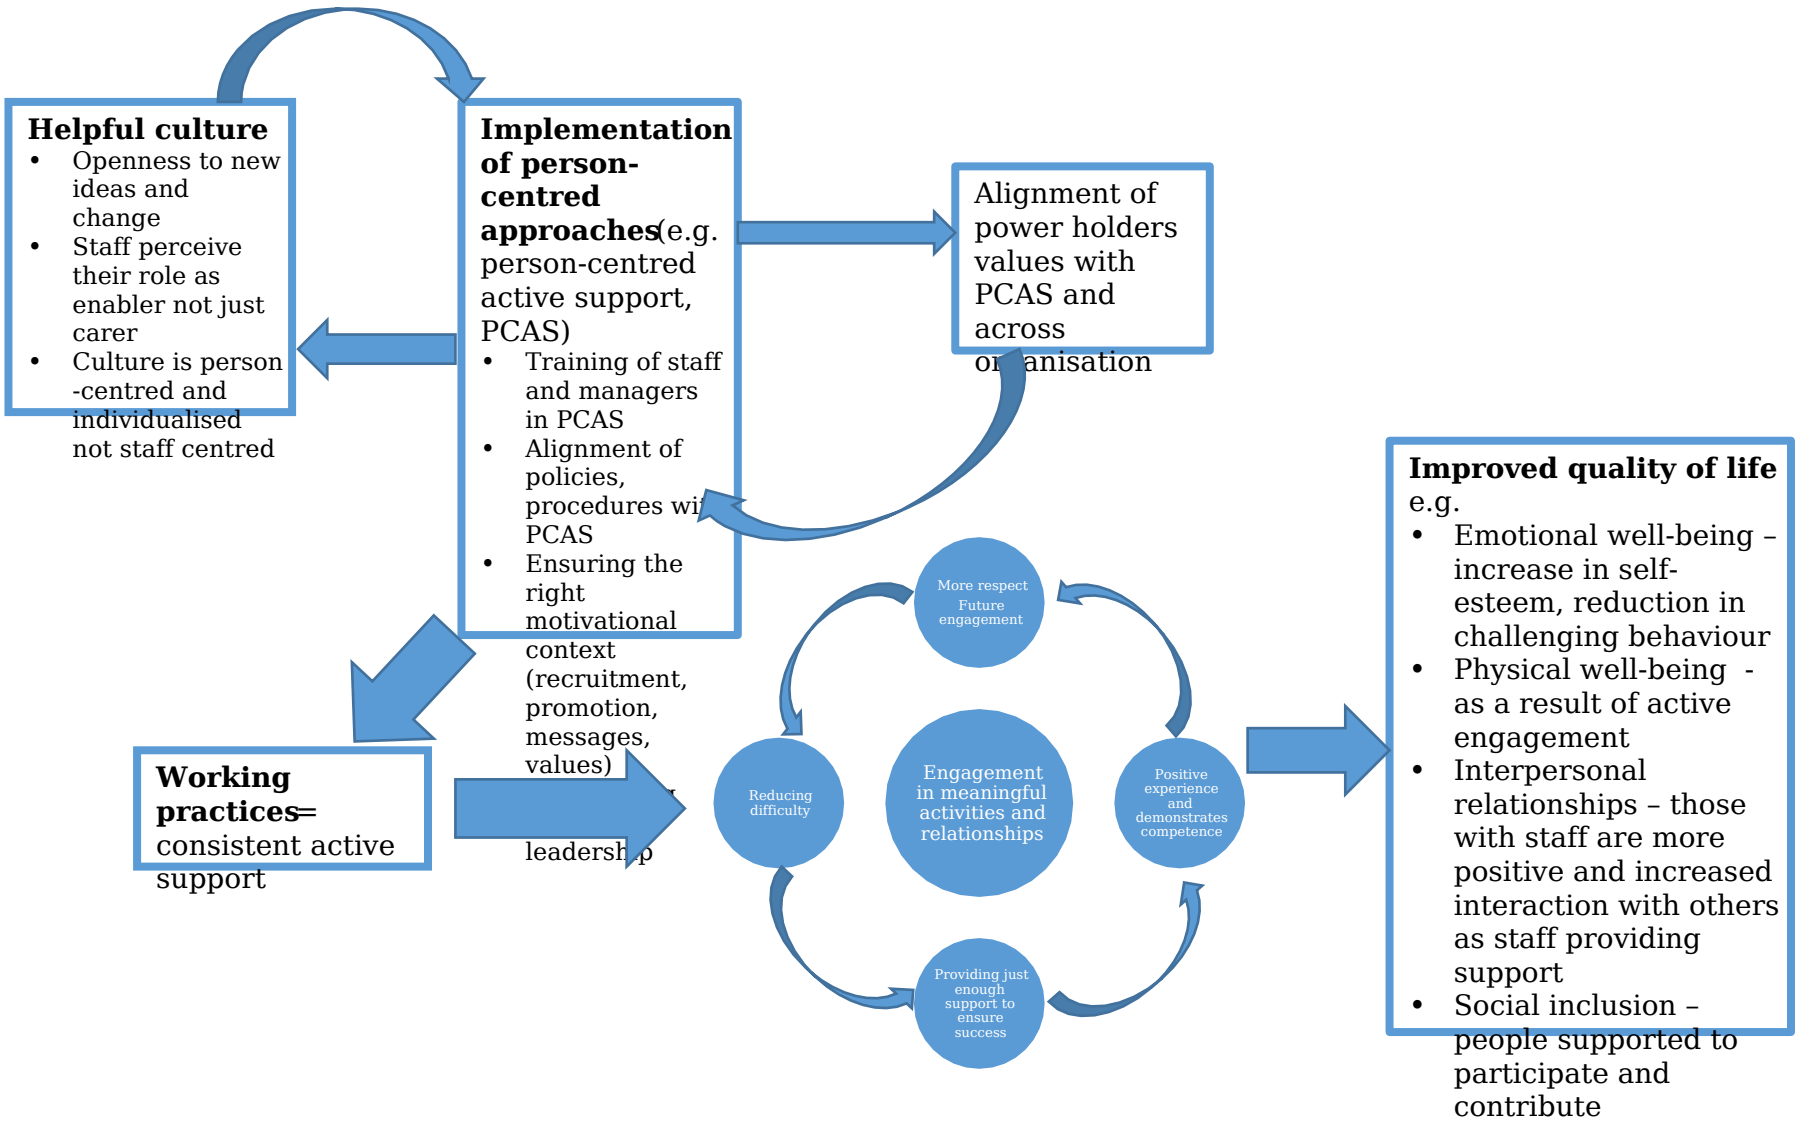 Helpful culture
• Openness to new
ideas and
change
• Staff perceive
their role as
enabler not just
carer
• Culture is person
-centred and
individualised
not staff centred
Implementation
of person-
centred
approaches(e.g.
person-centred
active support,
PCAS)
• Training of staff
and managers
in PCAS
• Alignment of
policies,
procedures with
PCAS
• Ensuring the
right
motivational
context
(recruitment,
promotion,
messages,
values)
leadership
Alignment of
power holders
values with
PCAS and
across
organisation
Working
practices=
consistent active
support
More respect
Future
engagement
Reducing
difficulty
Engagement
in meaningful
activities and
relationships
Positive
experience
and
demonstrates
competence
Providing just
enough
support to
ensure
success
Improved quality of life
e.g.
• Emotional well-being –
increase in self-
esteem, reduction in
challenging behaviour
• Physical well-being  -
as a result of active
engagement
• Interpersonal
relationships – those
with staff are more
positive and increased
interaction with others
as staff providing
support
• Social inclusion –
people supported to
participate and
contribute